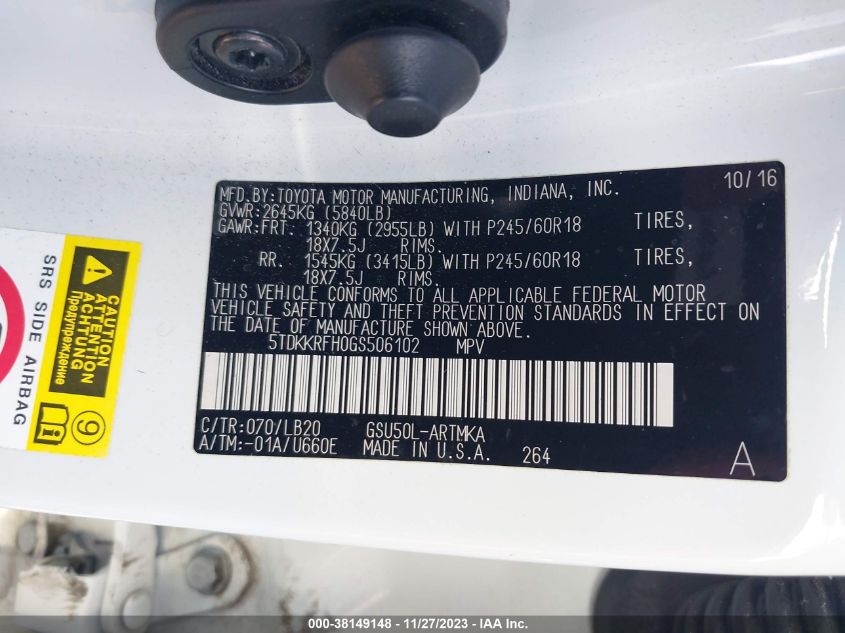 MFD.BY:TOYOTA MOTOR MANUFACTURING, INDIANA, INC. 10/16
GVWR:2645KG (5840LB)
GAWR:FRT. 1340KG (2955LB) WITH P245/60R18 TIRES,
18X7.5J RIMS.
RR. 1545KG (3415LB) WITH P245/60R18 TIRES,
18X7.5J RIMS.
THIS VEHICLE CONFORMS TO ALL APPLICABLE FEDERAL MOTOR
VEHICLE SAFETY AND THEFT PREVENTION STANDARDS IN EFFECT ON
THE DATE OF MANUFACTURE SHOWN ABOVE.
5TDKKRFH0GS506102 MPV
C/TR:070/LB20 GSU50L-ARTMKA
A/TM:-01A/U660E MADE IN U.S.A. 264 A
SRS SIDE AIRBAG
CAUTION
ATTENTION
ACHTUNG
Предупреждение
9
000-38149148 - 11/27/2023 - IAA Inc.